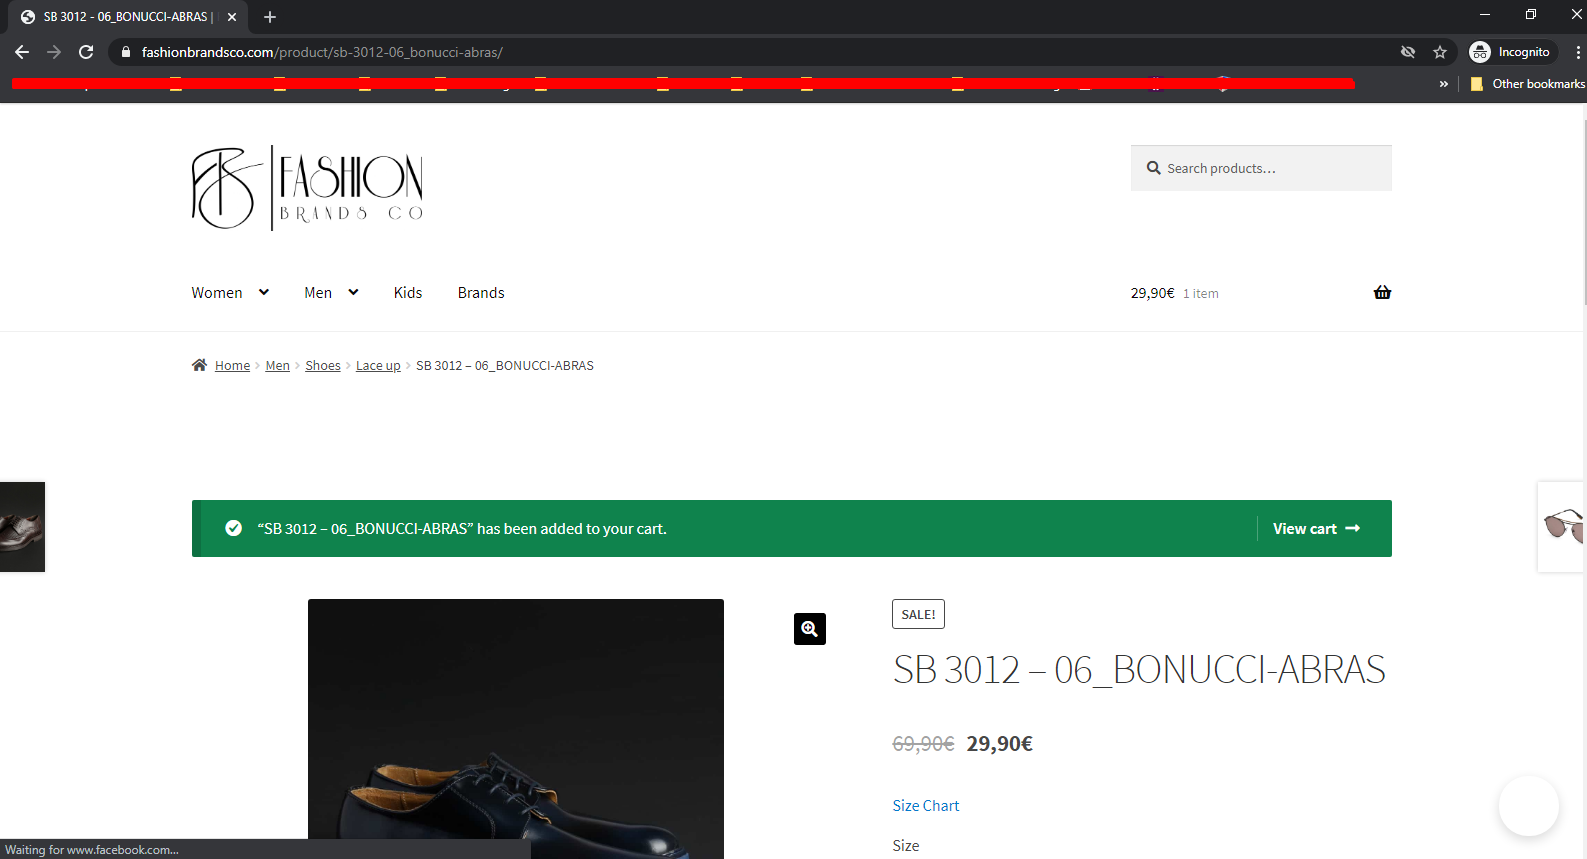 SB 3012 - 06_BONUCCI-ABRAS |
fashionbrandsco.com/product/sb-3012-06_bonucci-abras/
Incognito
»
Other bookmarks
FASHION
BRANDS CO
Search products…
Women
Men
Kids
Brands
29,90€ 1 item
Home > Men > Shoes > Lace up > SB 3012 – 06_BONUCCI-ABRAS
“SB 3012 – 06_BONUCCI-ABRAS” has been added to your cart.
View cart →
SALE!
SB 3012 – 06_BONUCCI-ABRAS
69,90€ 29,90€
Size Chart
Size
Waiting for www.facebook.com...